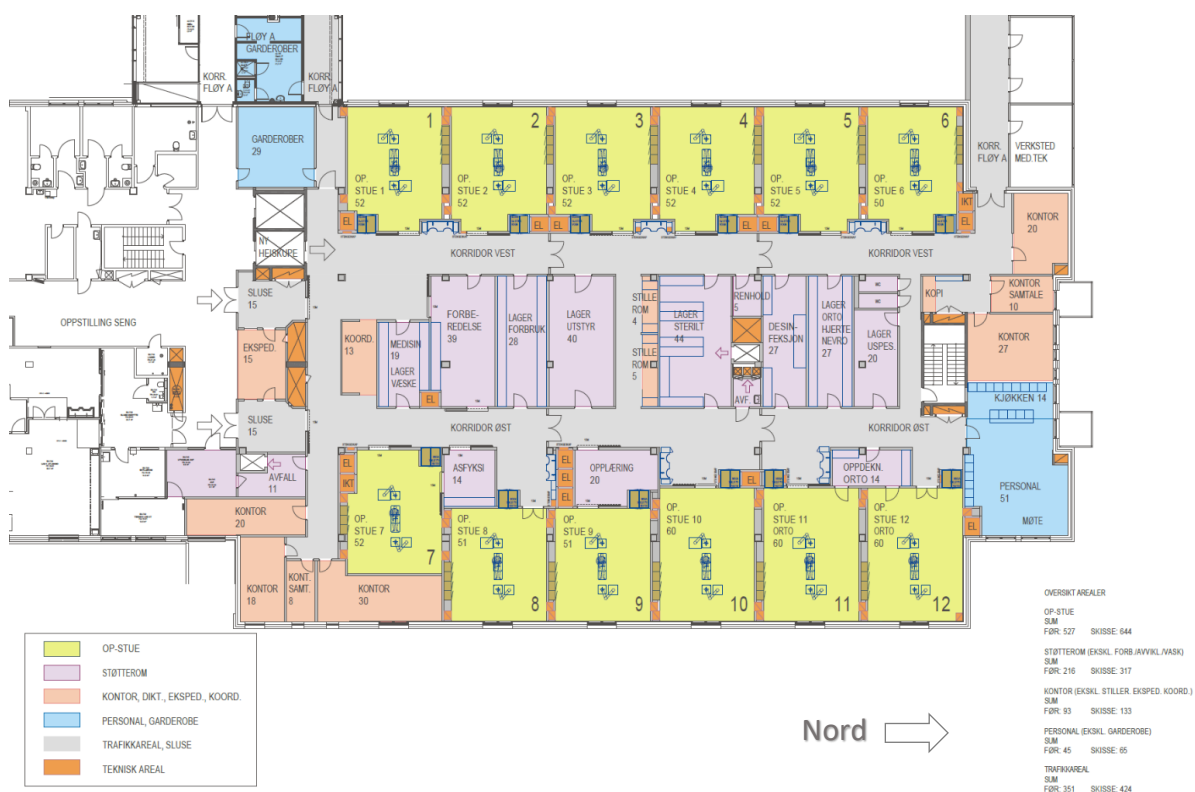 FLØY A
GARDEROBER
KORR.
FLØY A
KORR.
FLØY A
GARDEROBER
29
1
OP.
STUE 1
52
2
OP.
STUE 2
52
3
OP.
STUE 3
52
4
OP.
STUE 4
52
5
OP.
STUE 5
52
6
OP.
STUE 6
50
KORR.
FLØY A
VERKSTED
MED.TEK
IKT
EL
EL
EL
EL
EL
EL
EL
KONTOR
20
NY
HEISKUPE
KORRIDOR VEST
KORRIDOR VEST
SLUSE
15
OPPSTILLING SENG
EKSPED.
15
SLUSE
15
KOORD.
13
MEDISIN
19
LAGER
VÆSKE
EL
FORBE-
REDELSE
39
LAGER
FORBRUK
28
LAGER
UTSTYR
40
STILLE
ROM
4
STILLE
ROM
5
LAGER
STERILT
44
RENHOLD
5
AVF.
DESIN-
FEKSJON
27
LAGER
ORTO
HJERTE
NEVRO
27
LAGER
USPES.
20
KOPI
KONTOR
SAMTALE
10
KONTOR
27
KJØKKEN 14
KORRIDOR ØST
KORRIDOR ØST
PERSONAL
51
MØTE
EL
AVFALL
11
KONTOR
20
EL
IKT
ASFYKSI
14
EL
EL
EL
OPPLÆRING
20
EL
OPPDEKN.
ORTO 14
OP.
STUE 7
52
7
OP.
STUE 8
51
8
OP.
STUE 9
51
9
OP.
STUE 10
60
10
OP.
STUE 11
ORTO
60
11
OP.
STUE 12
ORTO
60
12
KONTOR
18
KONT.
SAMT.
8
KONTOR
30
OP-STUE
STØTTEROM
KONTOR, DIKT., EKSPED., KOORD.
PERSONAL, GARDEROBE
TRAFIKKAREAL, SLUSE
TEKNISK AREAL
Nord
OVERSIKT AREALER
OP-STUE
SUM
FØR: 527 SKISSE: 644
STØTTEROM (EKSKL. FORB./AVVIKL./VASK)
SUM
FØR: 216 SKISSE: 317
KONTOR (EKSKL. STILLER. EKSPED. KOORD.)
SUM
FØR: 93 SKISSE: 133
PERSONAL (EKSKL. GARDEROBE)
SUM
FØR: 45 SKISSE: 65
TRAFIKKAREAL
SUM
FØR: 351 SKISSE: 424